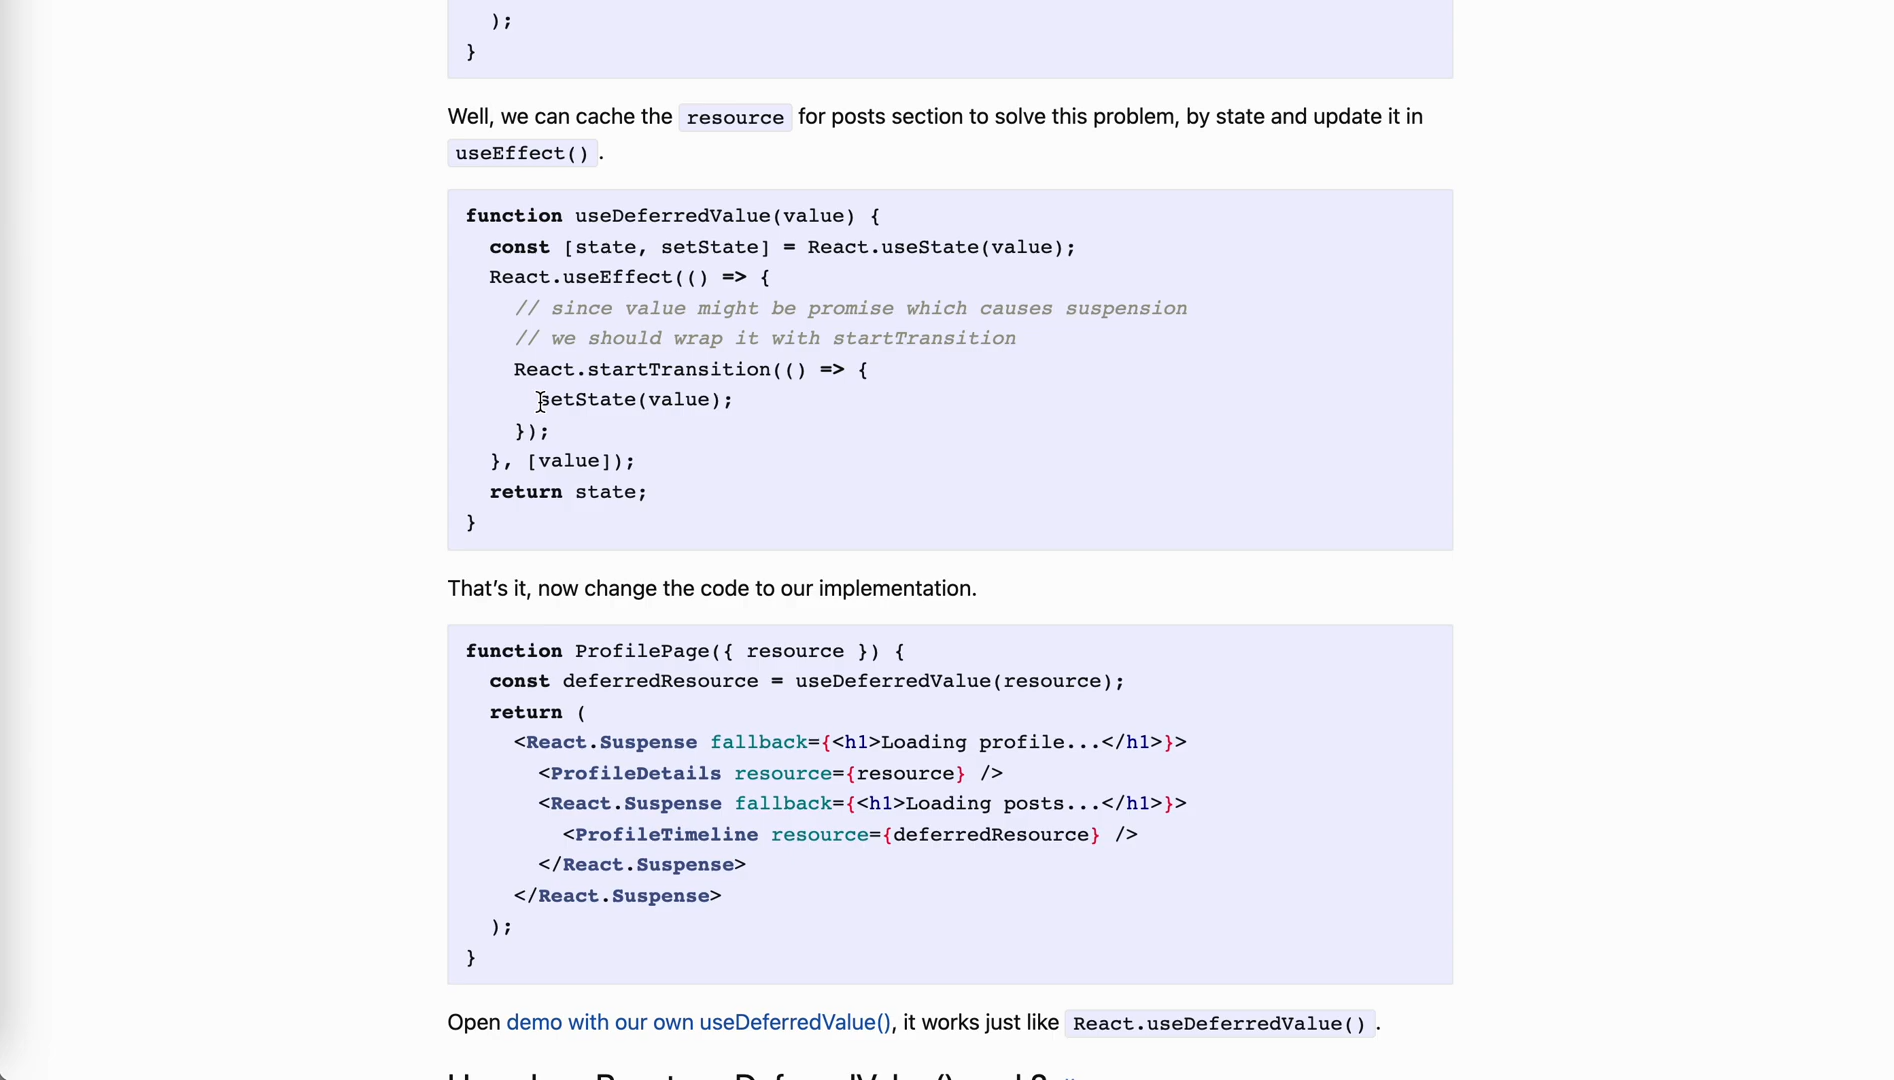 );
}
Well, we can cache the resource for posts section to solve this problem, by state and update it in
useEffect().
function useDeferredValue(value) {
const [state, setState] = React.useState(value);
React.useEffect(() => {
// since value might be promise which causes suspension
// we should wrap it with startTransition
React.startTransition(() => {
setState(value);
});
}, [value]);
return state;
}
That’s it, now change the code to our implementation.
function ProfilePage({ resource }) {
const deferredResource = useDeferredValue(resource);
return (
<React.Suspense fallback={<h1>Loading profile...</h1>}>
<ProfileDetails resource={resource} />
<React.Suspense fallback={<h1>Loading posts...</h1>}>
<ProfileTimeline resource={deferredResource} />
</React.Suspense>
</React.Suspense>
);
}
Open demo with our own useDeferredValue(), it works just like React.useDeferredValue().